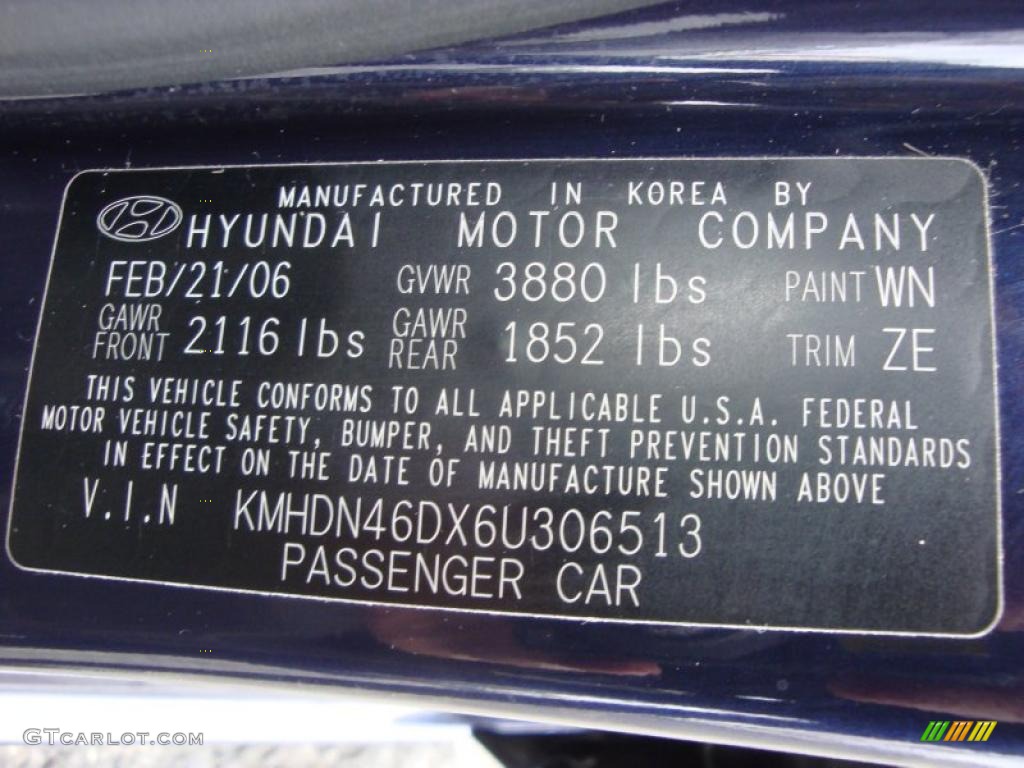 MANUFACTURED IN KOREA BY
HYUNDAI MOTOR COMPANY
FEB/21/06 GVWR 3880 lbs PAINT WN
GAWR FRONT 2116 lbs GAWR REAR 1852 lbs TRIM ZE
THIS VEHICLE CONFORMS TO ALL APPLICABLE U.S.A. FEDERAL
MOTOR VEHICLE SAFETY, BUMPER, AND THEFT PREVENTION STANDARDS
IN EFFECT ON THE DATE OF MANUFACTURE SHOWN ABOVE
V.I.N KMHDN46DX6U306513
PASSENGER CAR
GTCARLOT.COM